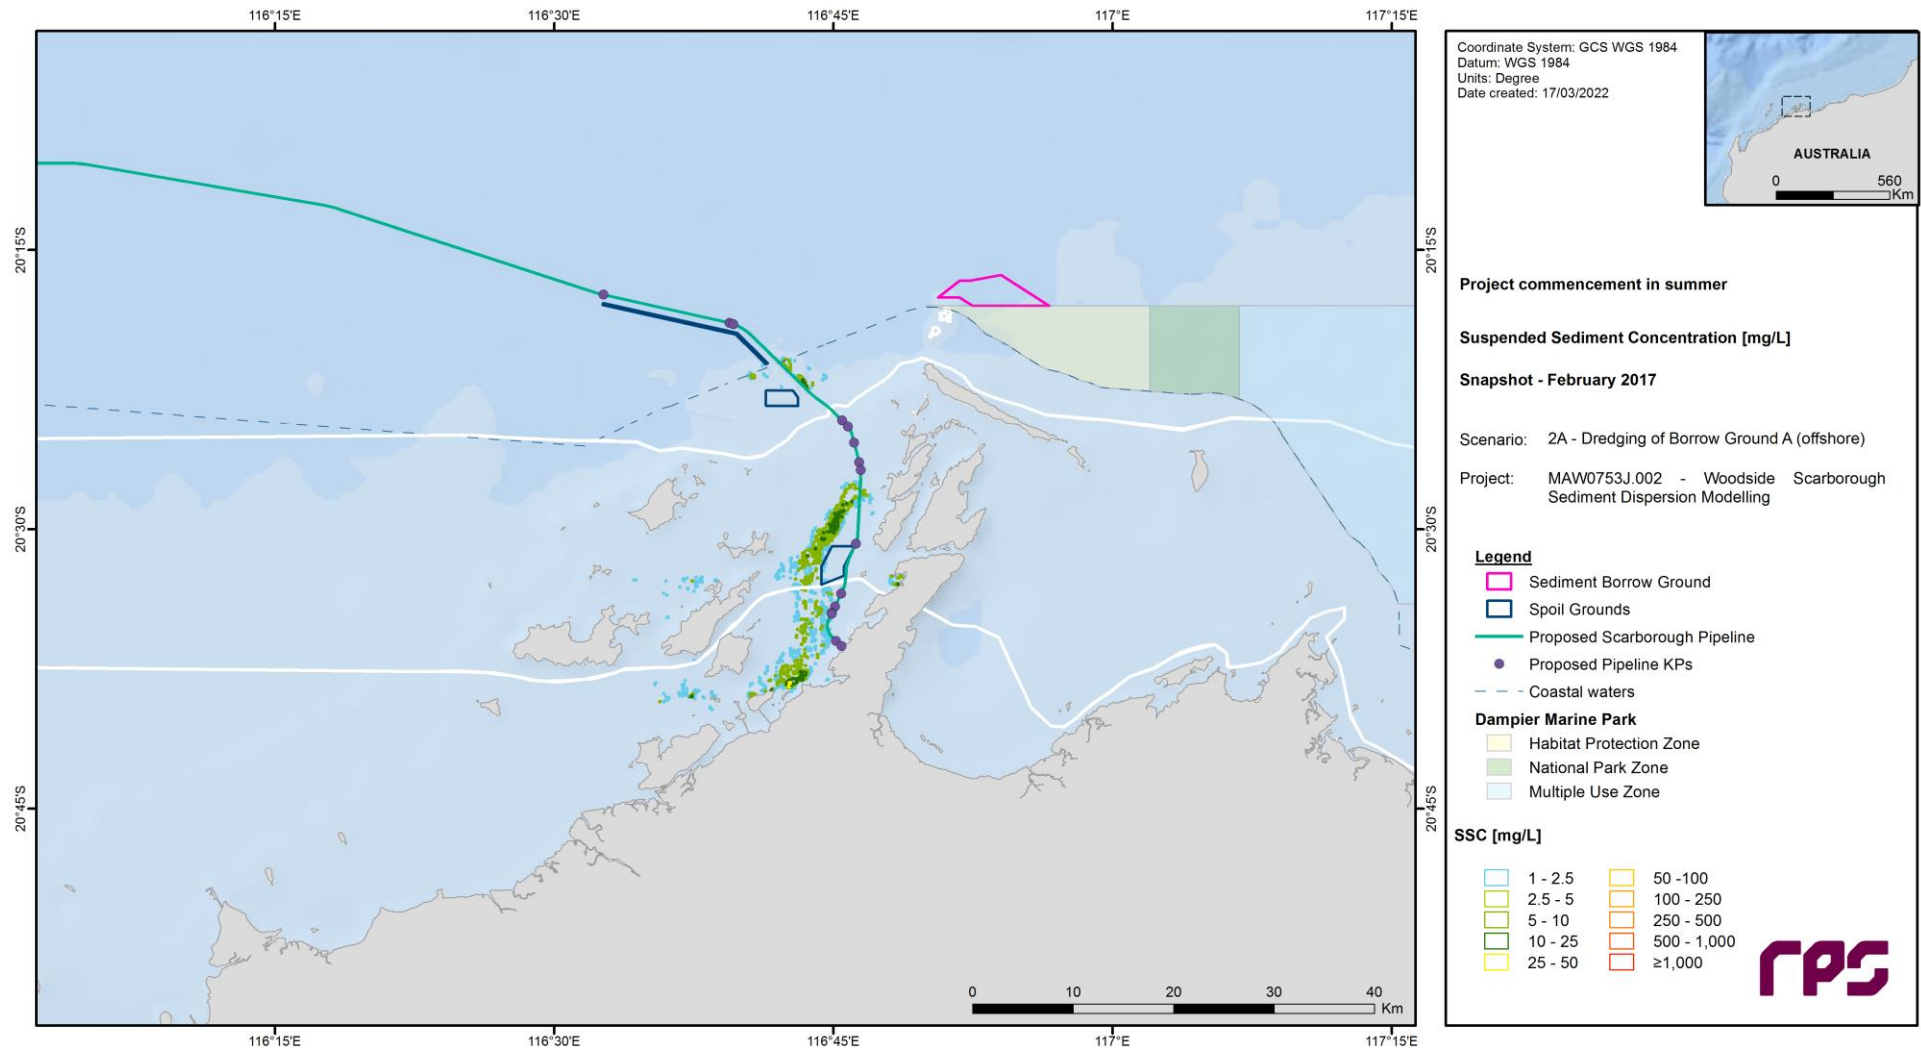 116°15'E
116°30'E
116°45'E
117°E
117°15'E
20°15'S
20°30'S
20°45'S
20°15'S
20°30'S
20°45'S
0 10 20 30 40
Km
116°15'E
116°30'E
116°45'E
117°E
117°15'E
Coordinate System: GCS WGS 1984
Datum: WGS 1984
Units: Degree
Date created: 17/03/2022
AUSTRALIA
0 560
Km
Project commencement in summer
Suspended Sediment Concentration [mg/L]
Snapshot - February 2017
Scenario: 2A - Dredging of Borrow Ground A (offshore)
Project: MAW0753J.002 - Woodside Scarborough
Sediment Dispersion Modelling
Legend
Sediment Borrow Ground
Spoil Grounds
Proposed Scarborough Pipeline
Proposed Pipeline KPs
Coastal waters
Dampier Marine Park
Habitat Protection Zone
National Park Zone
Multiple Use Zone
SSC [mg/L]
1 - 2.5
2.5 - 5
5 - 10
10 - 25
25 - 50
50 -100
100 - 250
250 - 500
500 - 1,000
≥1,000
rps